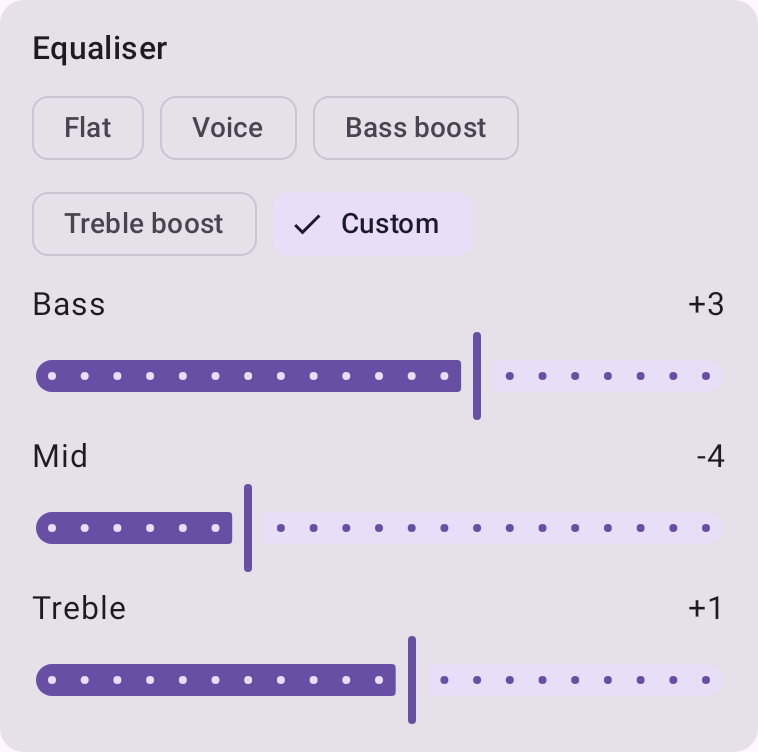 Equaliser
Flat Voice Bass boost
Treble boost Custom
Bass +3
Mid -4
Treble +1